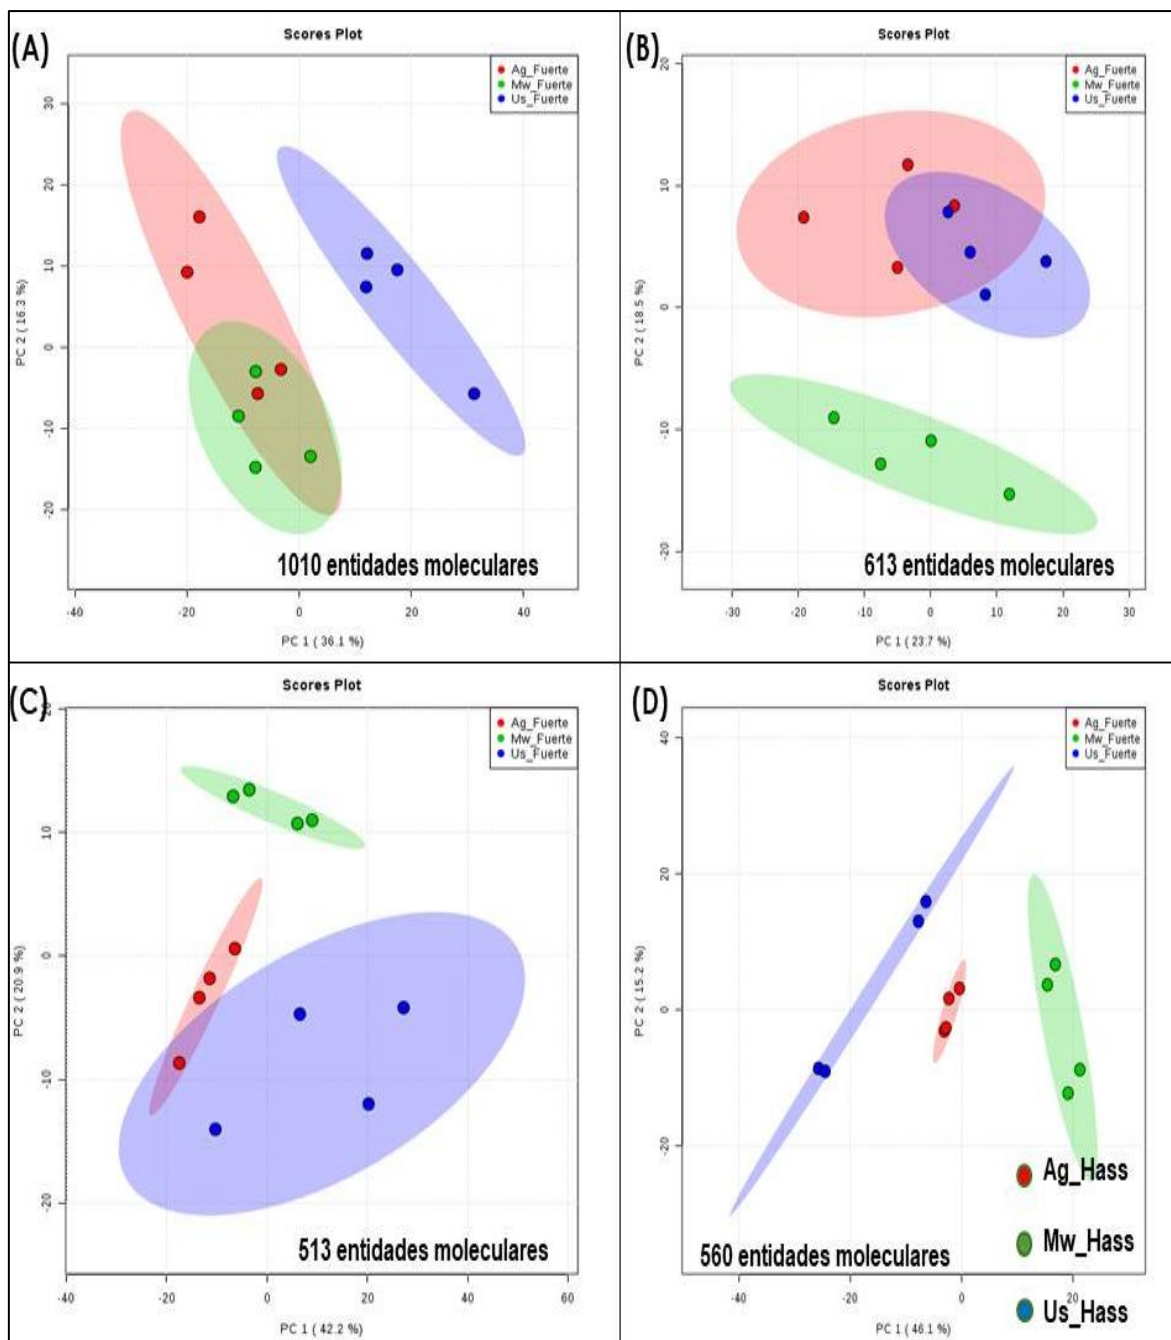 (A)
Scores Plot
Ag_Fuerte
Mw_Fuerte
Us_Fuerte
30
20
10
0
-10
-20
PC 2 ( 16.3 %)
1010 entidades moleculares
-40
-20
0
20
40
PC 1 ( 36.1 %)
(B)
Scores Plot
Ag_Fuerte
Mw_Fuerte
Us_Fuerte
20
10
0
-10
-20
PC 2 ( 18.5 %)
613 entidades moleculares
-30
-20
-10
0
10
20
30
PC 1 ( 23.7 %)
(C)
Scores Plot
Ag_Fuerte
Mw_Fuerte
Us_Fuerte
20
10
0
-10
-20
PC 2 ( 20.9 %)
513 entidades moleculares
-40
-20
0
20
40
60
PC 1 ( 42.2 %)
(D)
Scores Plot
Ag_Fuerte
Mw_Fuerte
Us_Fuerte
40
20
0
-20
PC 2 ( 15.2 %)
Ag_Hass
Mw_Hass
Us_Hass
560 entidades moleculares
-40
-20
0
20
PC 1 ( 46.1 %)